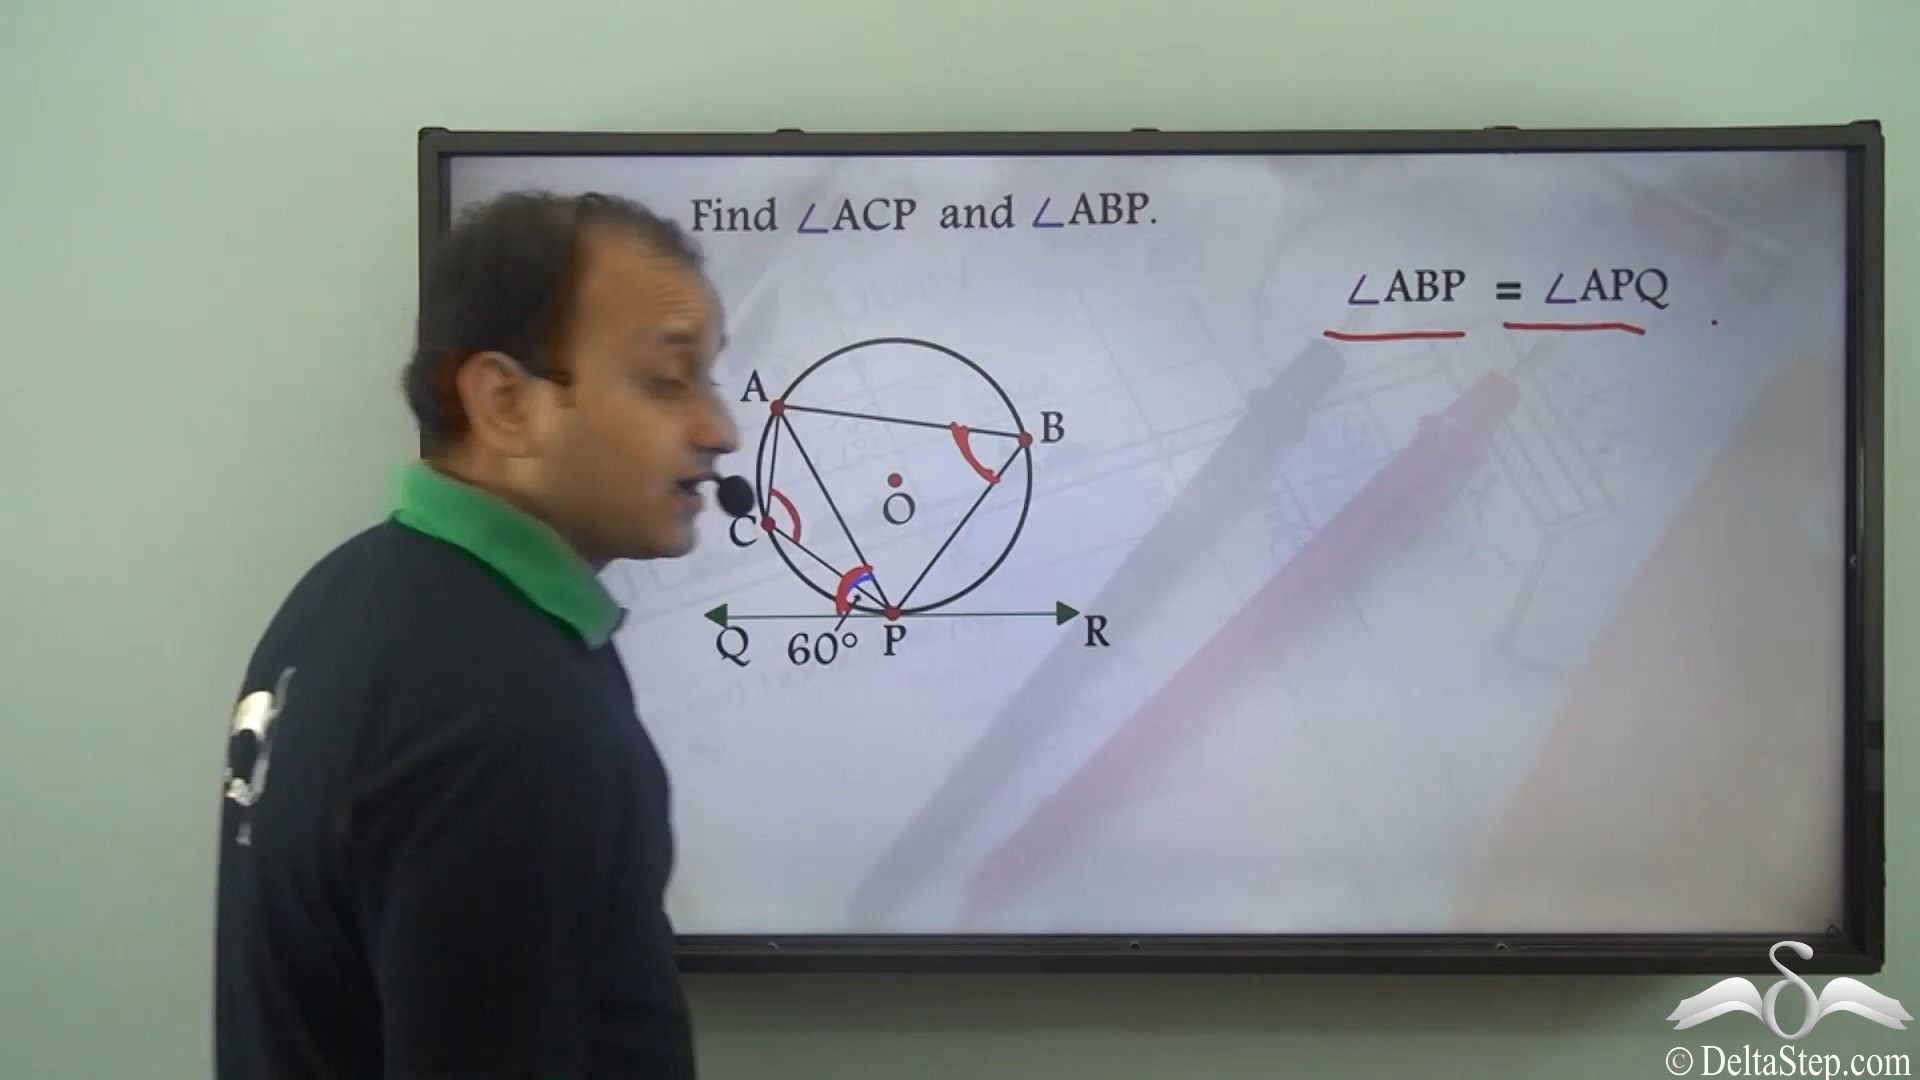 Find ∠ACP and ∠ABP.
∠ABP = ∠APQ
A
B
O
C
Q 60° P R
© DeltaStep.com